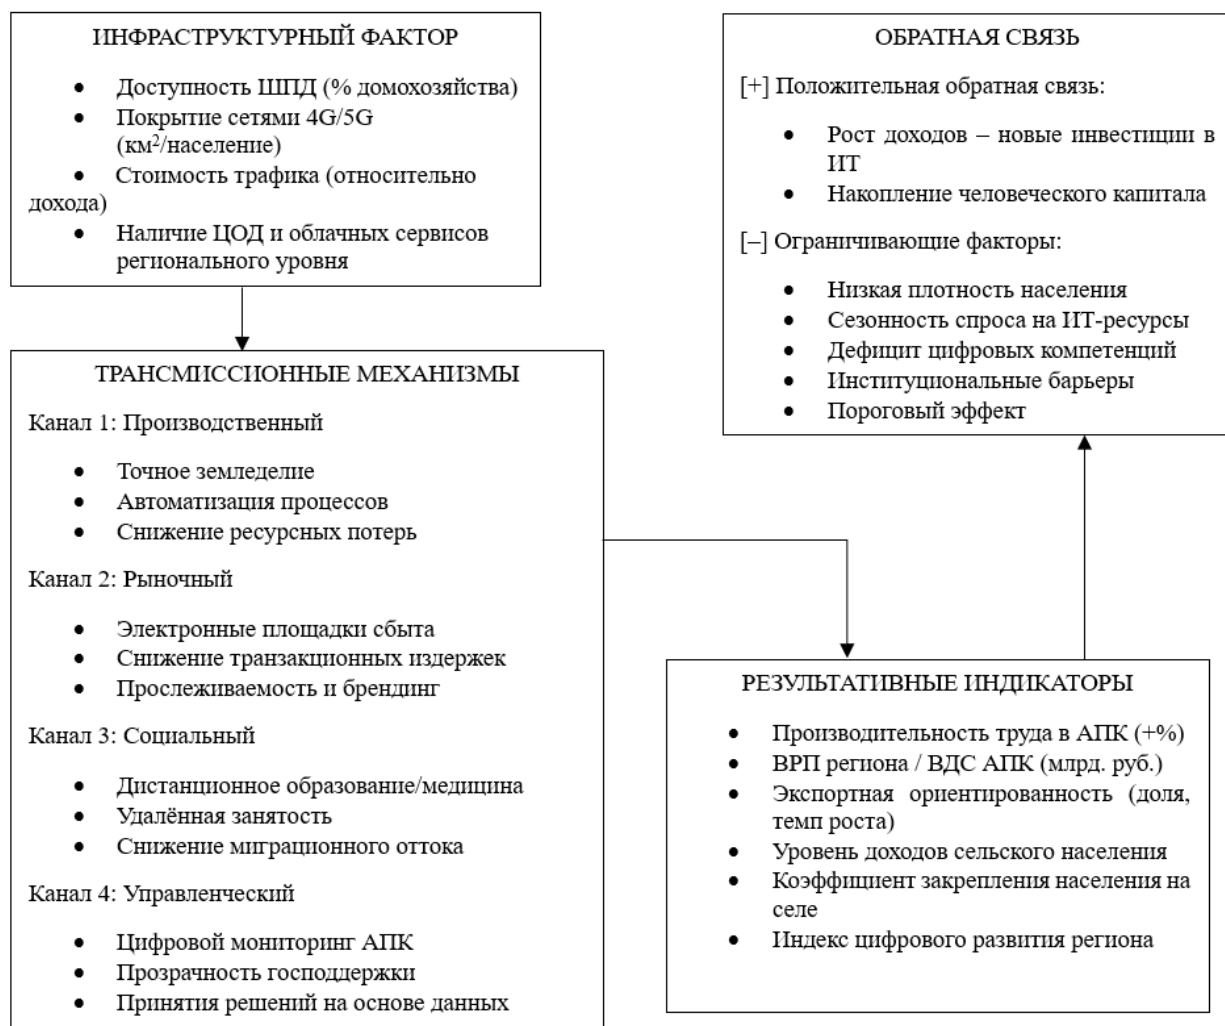 ИНФРАСТРУКТУРНЫЙ ФАКТОР
• Доступность ШПД (% домохозяйства)
• Покрытие сетями 4G/5G
(км²/население)
• Стоимость трафика (относительно
дохода)
• Наличие ЦОД и облачных сервисов
регионального уровня
ТРАНСМИССИОННЫЕ МЕХАНИЗМЫ
Канал 1: Производственный
• Точное земледелие
• Автоматизация процессов
• Снижение ресурсных потерь
Канал 2: Рыночный
• Электронные площадки сбыта
• Снижение транзакционных издержек
• Прослеживаемость и брендинг
Канал 3: Социальный
• Дистанционное образование/медицина
• Удалённая занятость
• Снижение миграционного оттока
Канал 4: Управленческий
• Цифровой мониторинг АПК
• Прозрачность господдержки
• Принятия решений на основе данных
ОБРАТНАЯ СВЯЗЬ
[+] Положительная обратная связь:
• Рост доходов – новые инвестиции в
ИТ
• Накопление человеческого капитала
[–] Ограничивающие факторы:
• Низкая плотность населения
• Сезонность спроса на ИТ-ресурсы
• Дефицит цифровых компетенций
• Институциональные барьеры
• Пороговый эффект
РЕЗУЛЬТАТИВНЫЕ ИНДИКАТОРЫ
• Производительность труда в АПК (+%)
• ВРП региона / ВДС АПК (млрд. руб.)
• Экспортная ориентированность (доля,
темп роста)
• Уровень доходов сельского населения
• Коэффициент закрепления населения на
селе
• Индекс цифрового развития региона